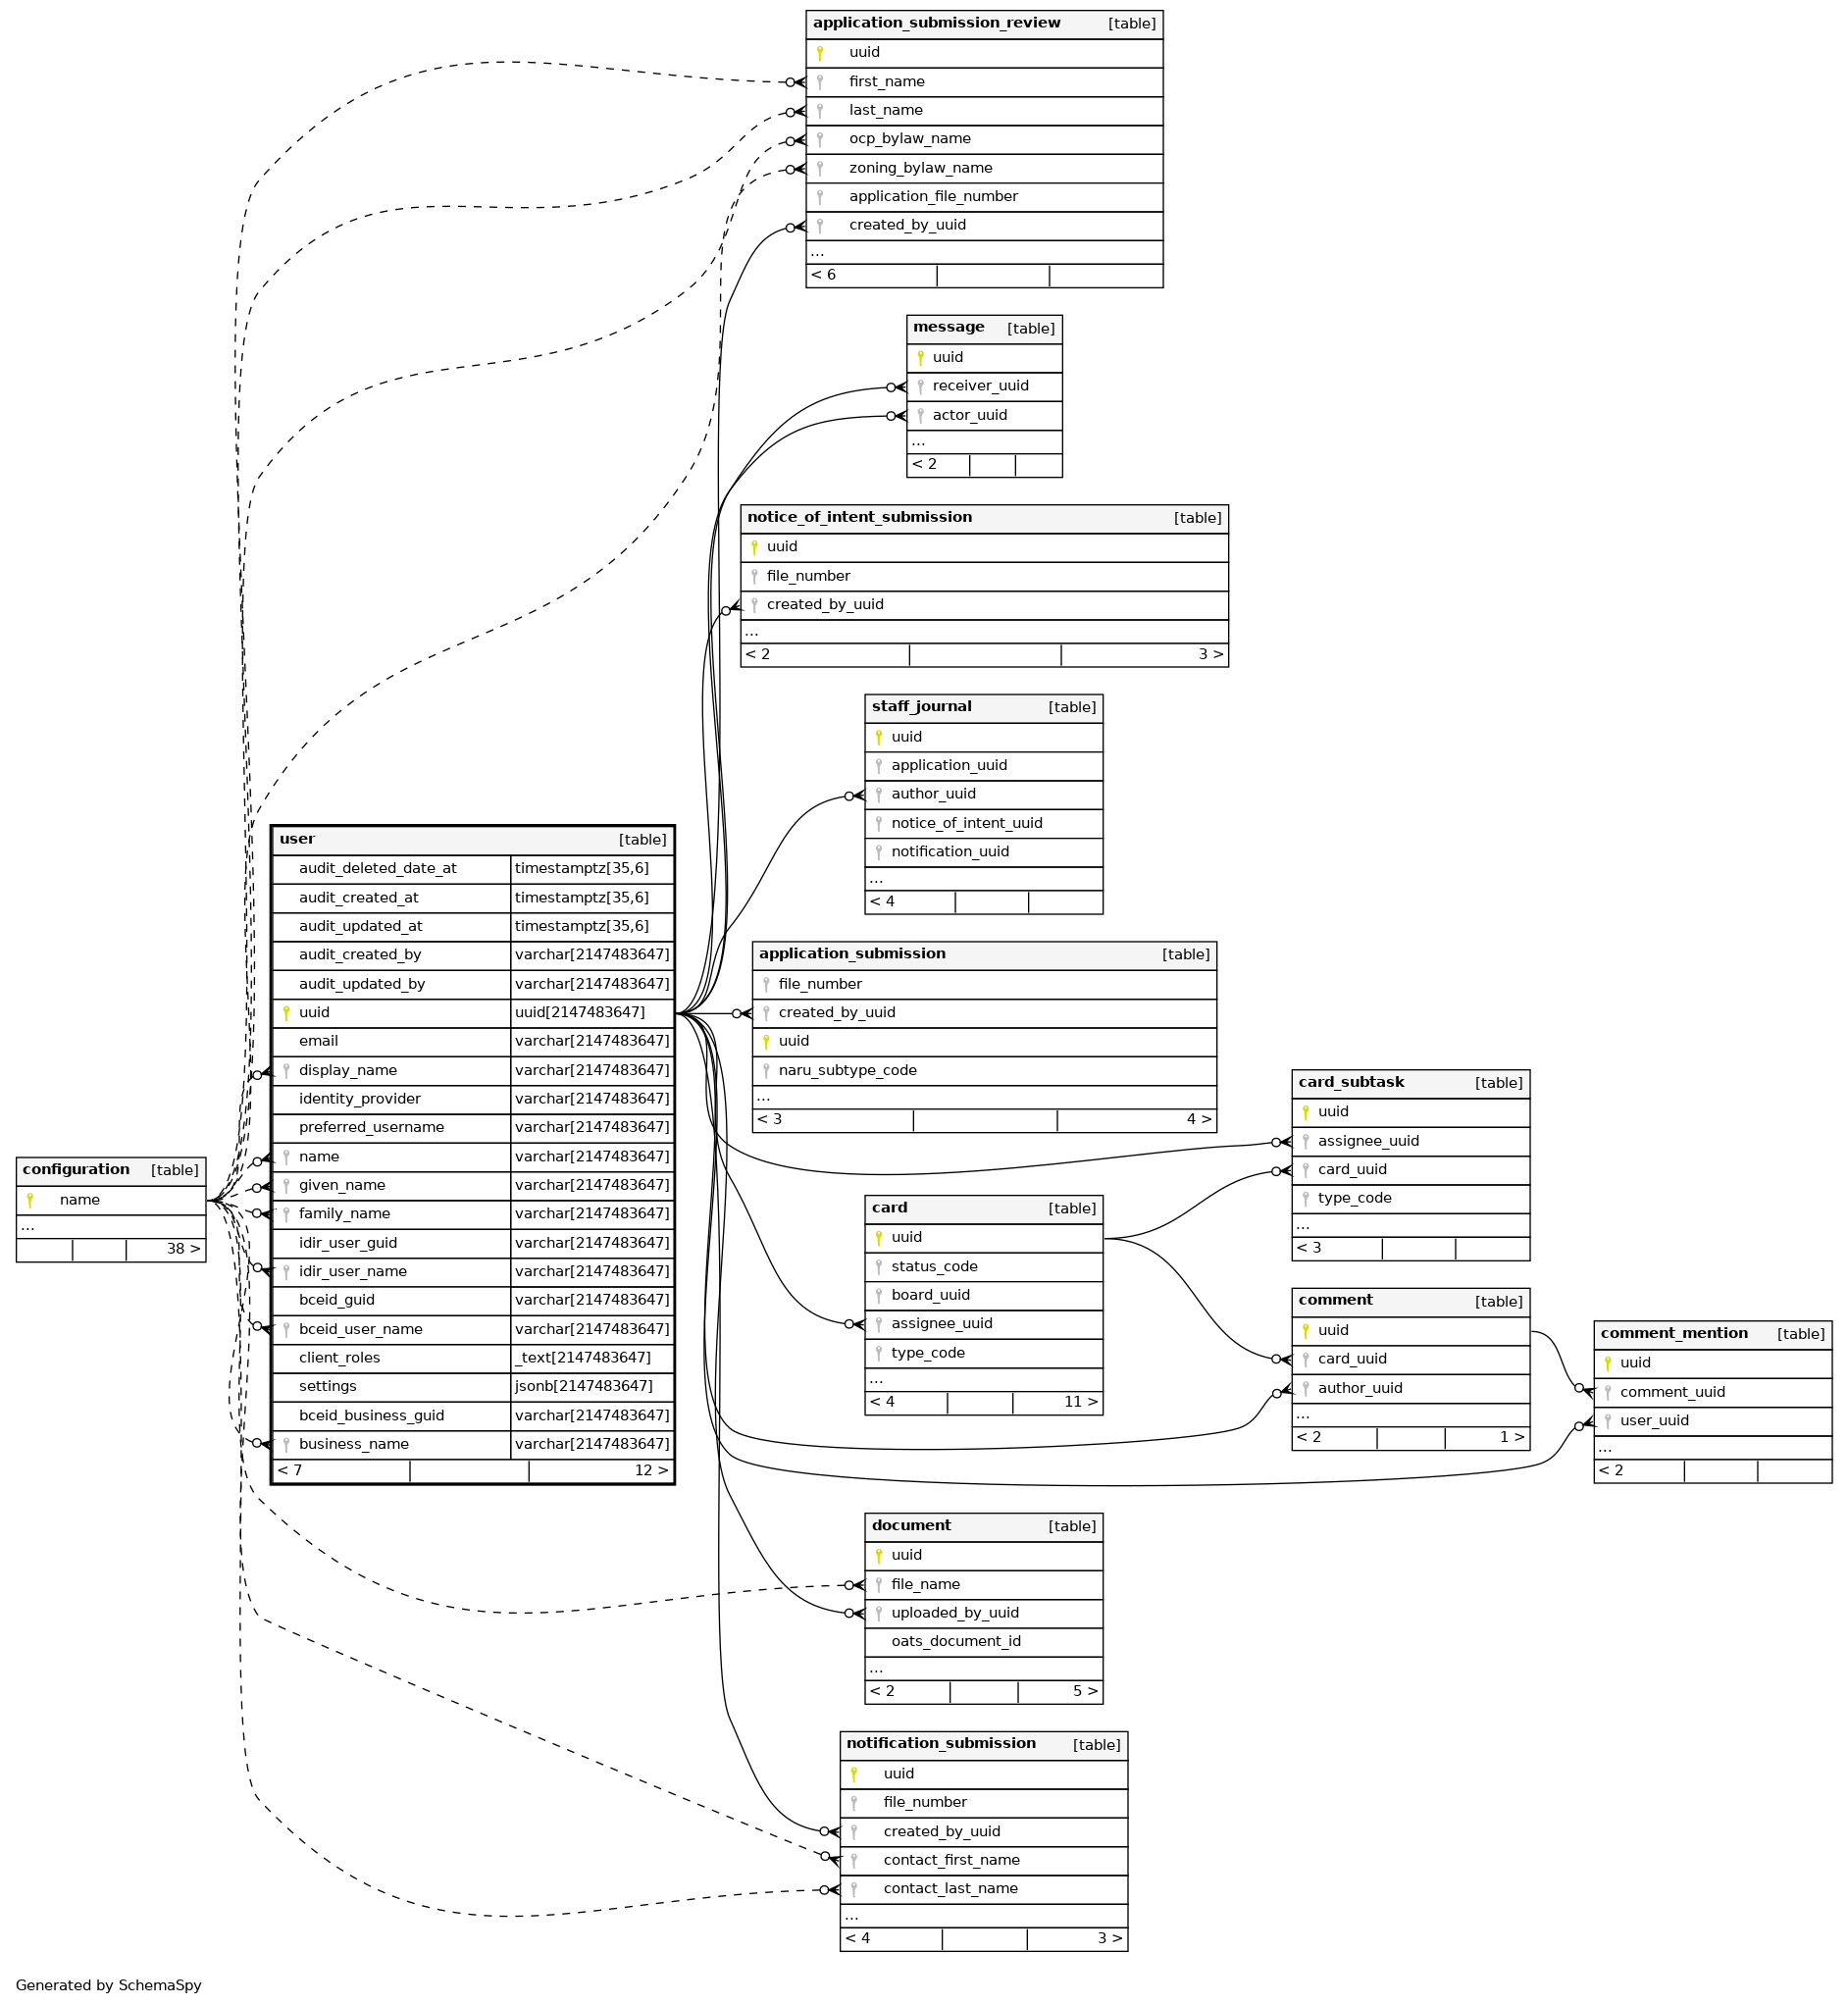 application_submission_review [table]
uuid
first_name
last_name
ocp_bylaw_name
zoning_bylaw_name
application_file_number
created_by_uuid
...
< 6
message [table]
uuid
receiver_uuid
actor_uuid
...
< 2
notice_of_intent_submission [table]
uuid
file_number
created_by_uuid
...
< 2 3 >
staff_journal [table]
uuid
application_uuid
author_uuid
notice_of_intent_uuid
notification_uuid
...
< 4
user [table]
audit_deleted_date_at timestamptz[35,6]
audit_created_at timestamptz[35,6]
audit_updated_at timestamptz[35,6]
audit_created_by varchar[2147483647]
audit_updated_by varchar[2147483647]
uuid uuid[2147483647]
email varchar[2147483647]
display_name varchar[2147483647]
identity_provider varchar[2147483647]
preferred_username varchar[2147483647]
name varchar[2147483647]
given_name varchar[2147483647]
family_name varchar[2147483647]
idir_user_guid varchar[2147483647]
idir_user_name varchar[2147483647]
bceid_guid varchar[2147483647]
bceid_user_name varchar[2147483647]
client_roles _text[2147483647]
settings jsonb[2147483647]
bceid_business_guid varchar[2147483647]
business_name varchar[2147483647]
< 7 12 >
application_submission [table]
file_number
created_by_uuid
uuid
naru_subtype_code
...
< 3 4 >
configuration [table]
name
...
38 >
card_subtask [table]
uuid
assignee_uuid
card_uuid
type_code
...
< 3
card [table]
uuid
status_code
board_uuid
assignee_uuid
type_code
...
< 4 11 >
comment [table]
uuid
card_uuid
author_uuid
...
< 2 1 >
comment_mention [table]
uuid
comment_uuid
user_uuid
...
< 2
document [table]
uuid
file_name
uploaded_by_uuid
oats_document_id
...
< 2 5 >
notification_submission [table]
uuid
file_number
created_by_uuid
contact_first_name
contact_last_name
...
< 4 3 >
Generated by SchemaSpy